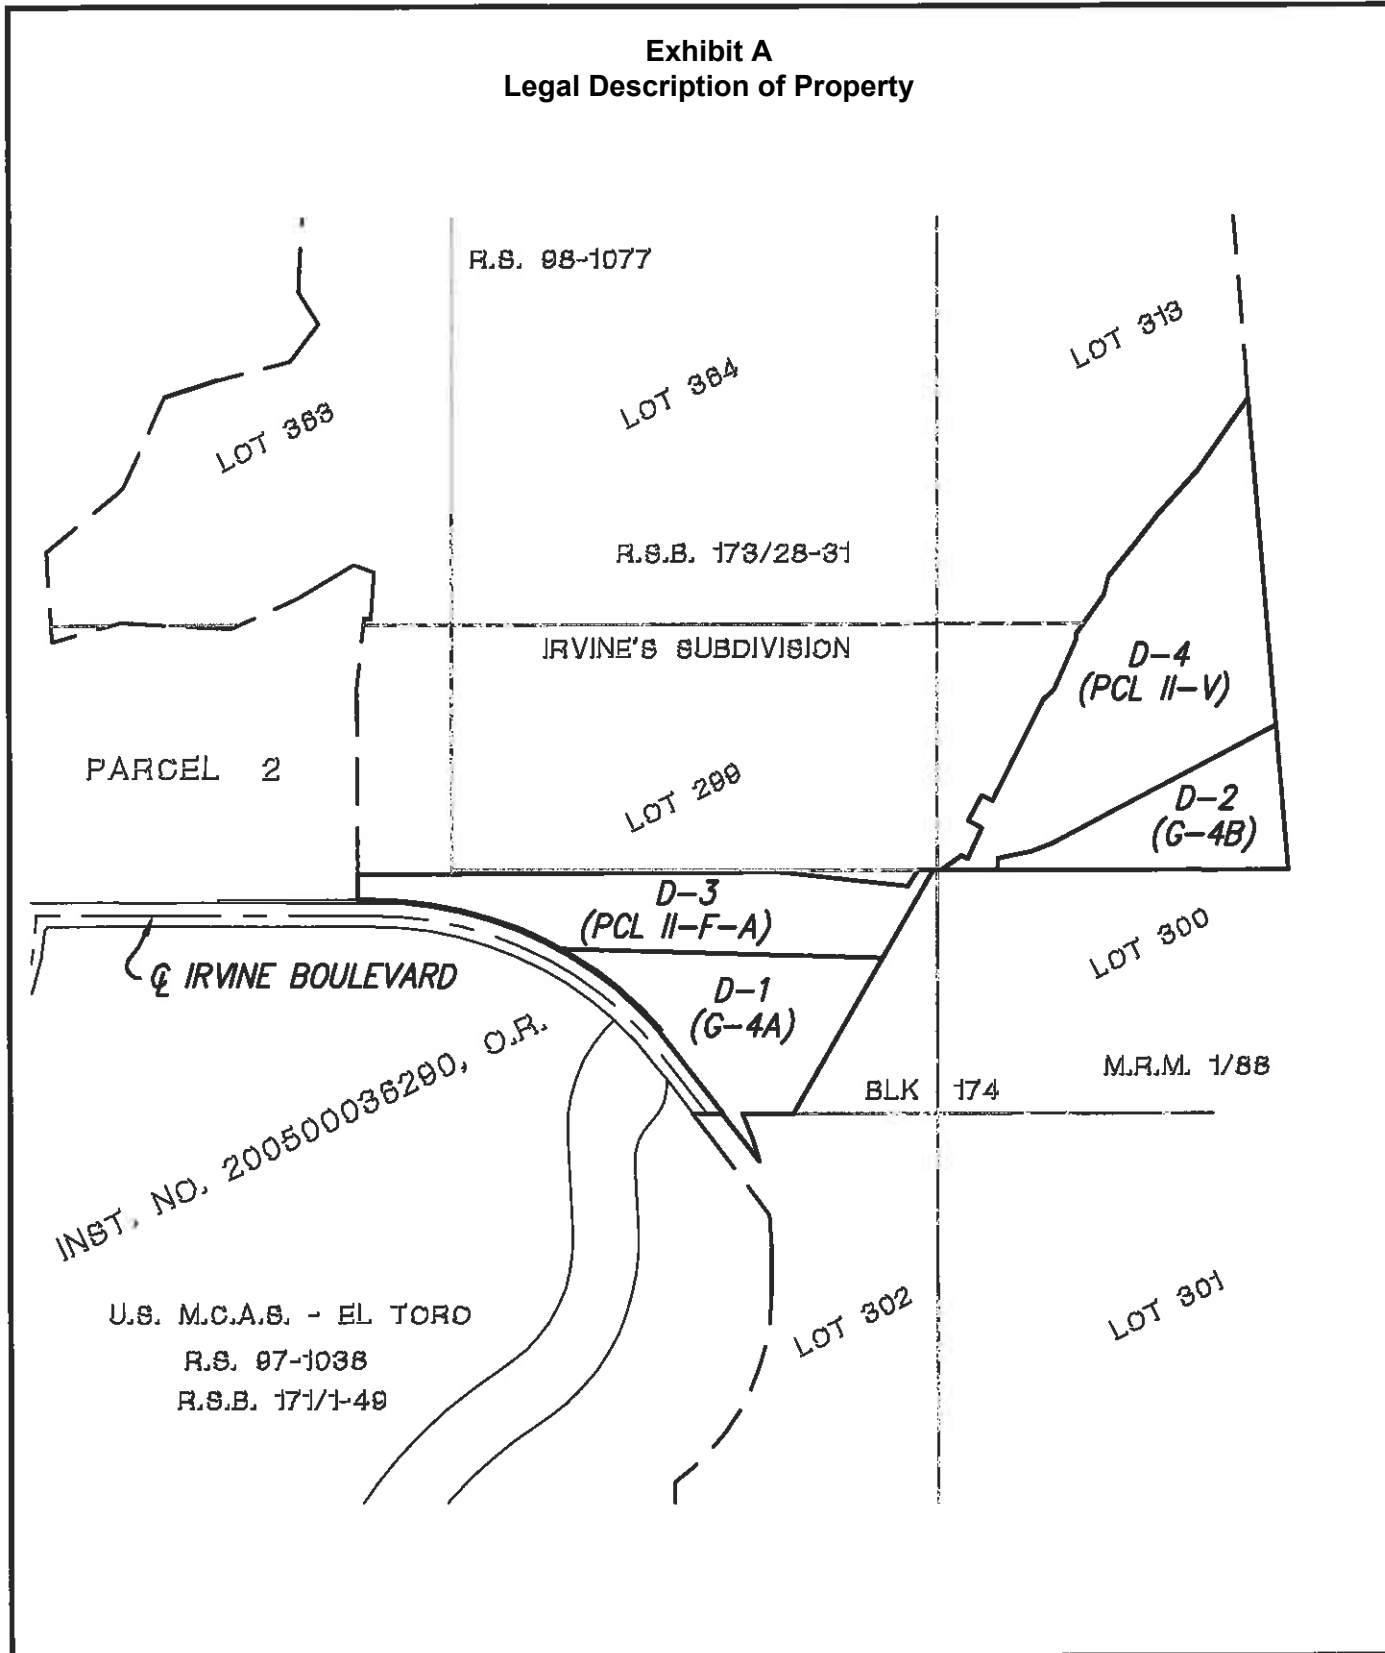 Exhibit A
Legal Description of Property
R.S. 98-1077
LOT 313
LOT 364
LOT 363
R.S.B. 173/28-31
IRVINE'S SUBDIVISION
D-4
(PCL II-V)
PARCEL 2
LOT 299
D-2
(G-4B)
D-3
(PCL II-F-A)
LOT 300
℄ IRVINE BOULEVARD
D-1
(G-4A)
INST. NO. 200500036290, O.R.
M.R.M. 1/88
BLK 174
U.S. M.C.A.S. - EL TORO
R.S. 97-1038
R.S.B. 171/1-49
LOT 302
LOT 301